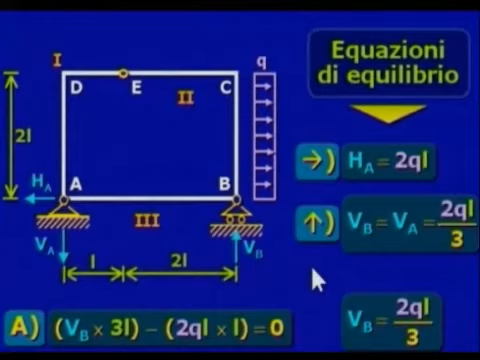 Equazioni
di equilibrio
q
I
D E C
II
2l
→) H_A = 2ql
H_A A B
III
↑) V_B = V_A = 2ql/3
V_A V_B
l 2l
A) (V_B × 3l) − (2ql × l) = 0
V_B = 2ql/3